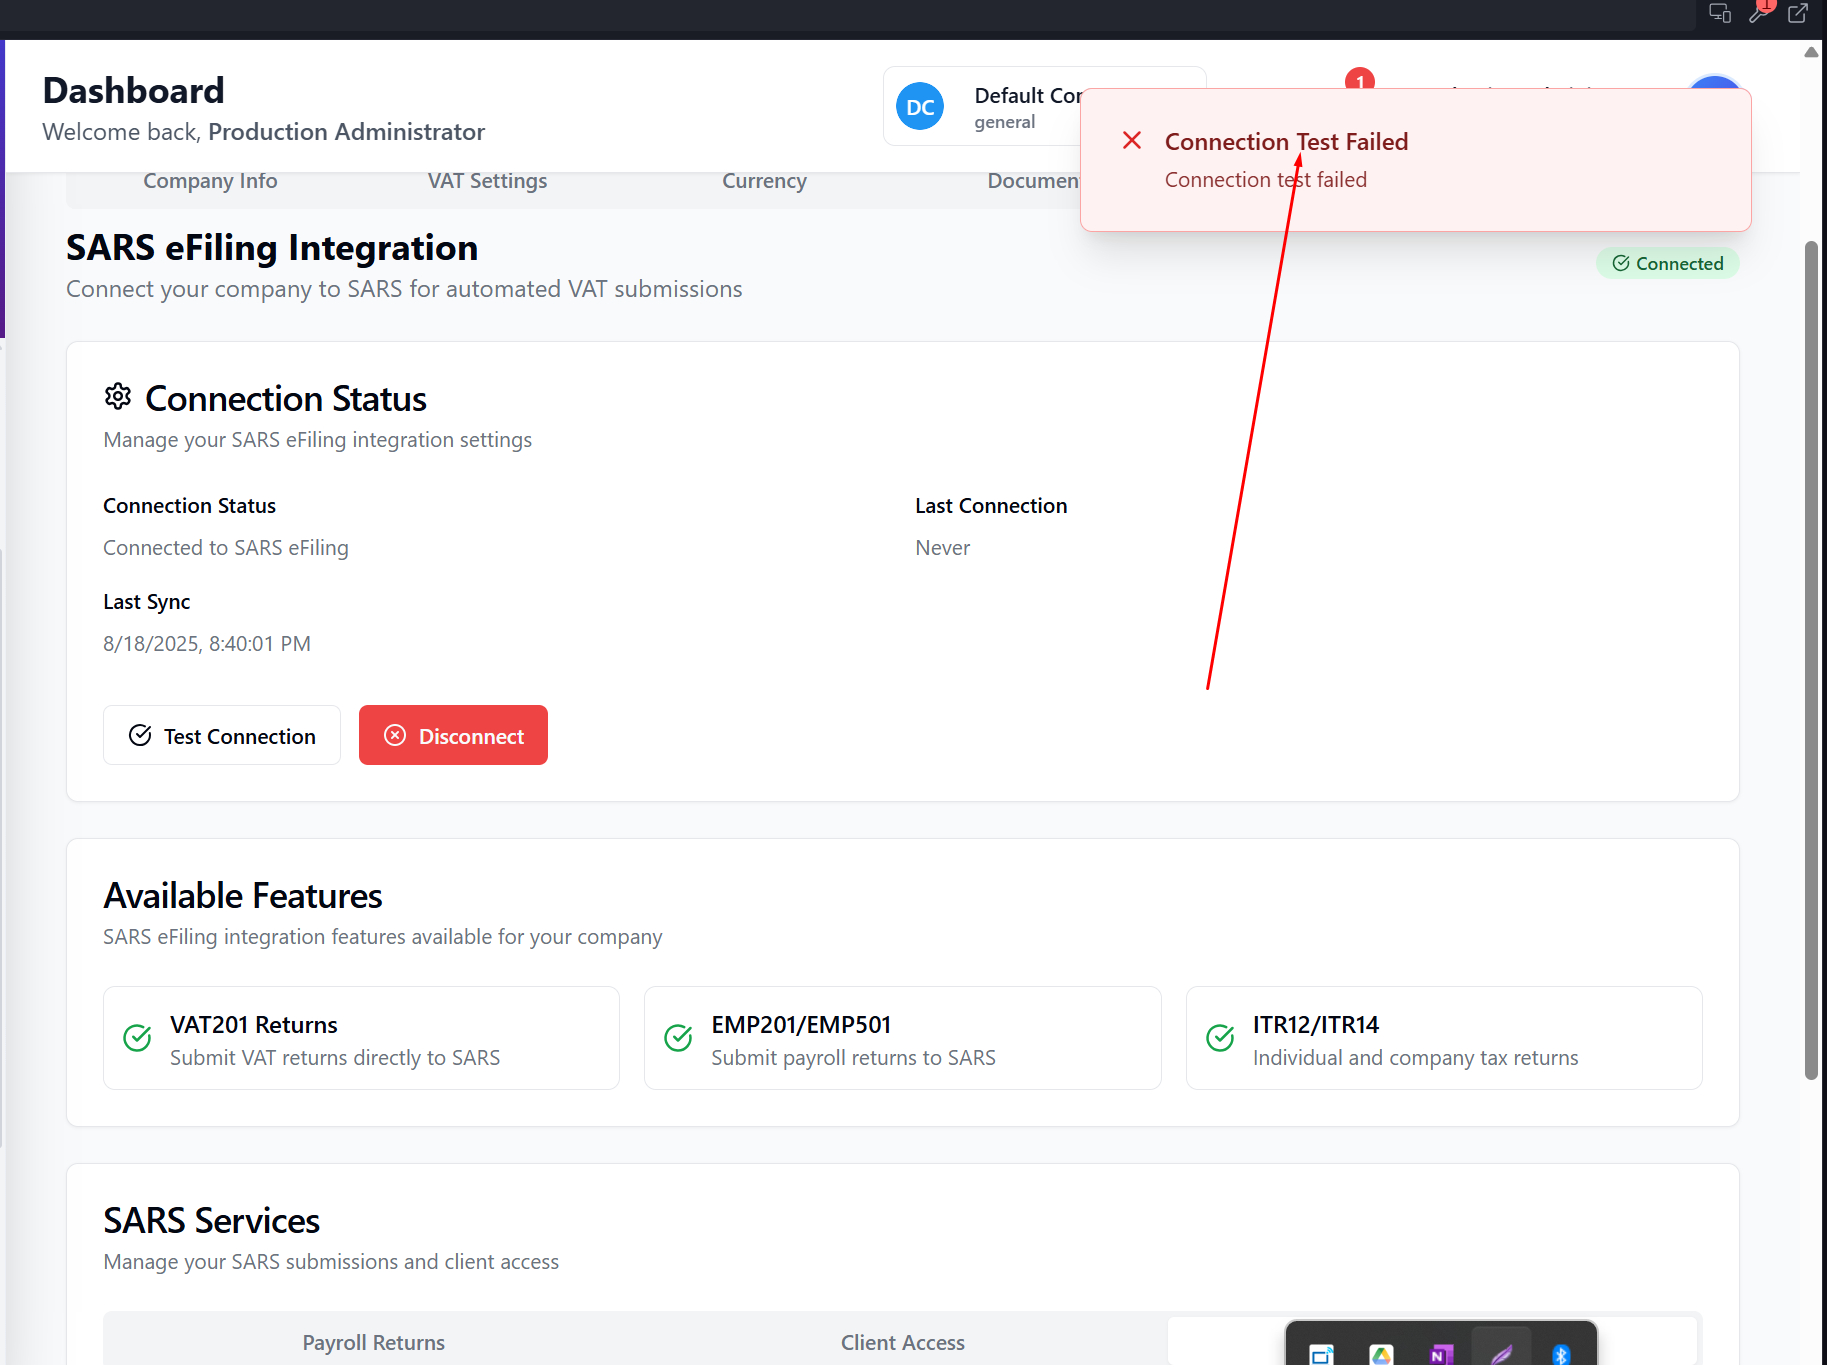 1
Dashboard
Welcome back, Production Administrator
DC
Default Co
general
1
Connection Test Failed
Connection test failed
Company Info
VAT Settings
Currency
Documen
SARS eFiling Integration
Connect your company to SARS for automated VAT submissions
Connected
Connection Status
Manage your SARS eFiling integration settings
Connection Status
Connected to SARS eFiling
Last Connection
Never
Last Sync
8/18/2025, 8:40:01 PM
Test Connection
Disconnect
Available Features
SARS eFiling integration features available for your company
VAT201 Returns
Submit VAT returns directly to SARS
EMP201/EMP501
Submit payroll returns to SARS
ITR12/ITR14
Individual and company tax returns
SARS Services
Manage your SARS submissions and client access
Payroll Returns
Client Access
N